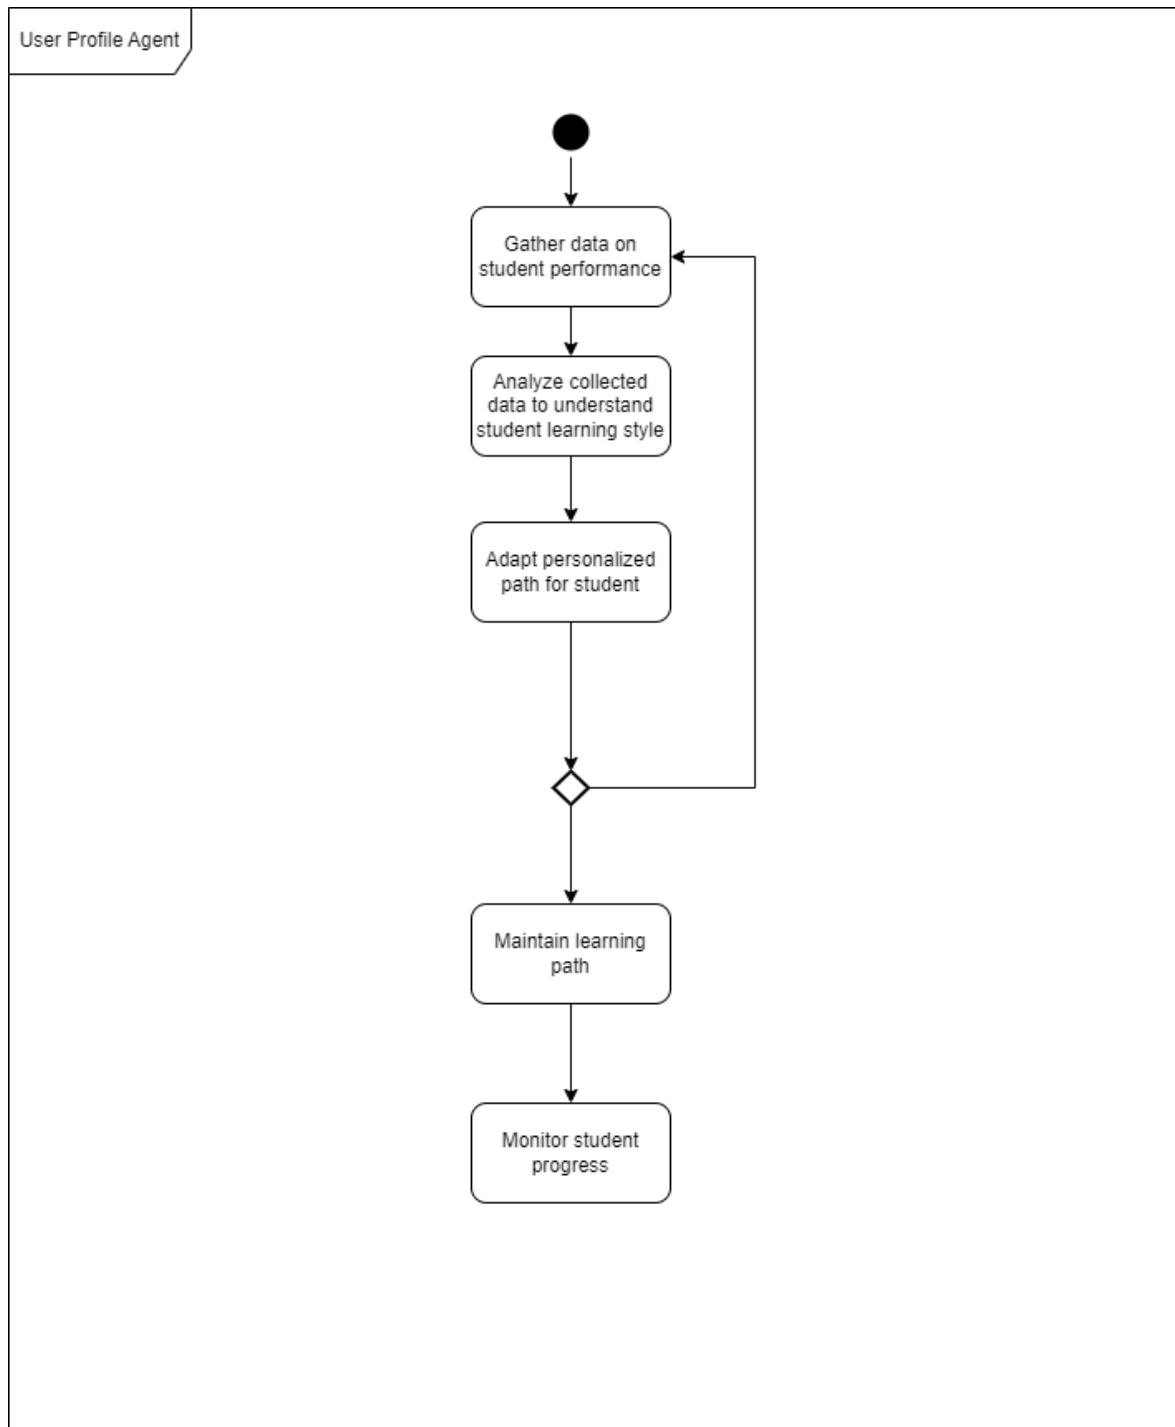 User Profile Agent
Gather data on
student performance
Analyze collected
data to understand
student learning style
Adapt personalized
path for student
Maintain learning
path
Monitor student
progress